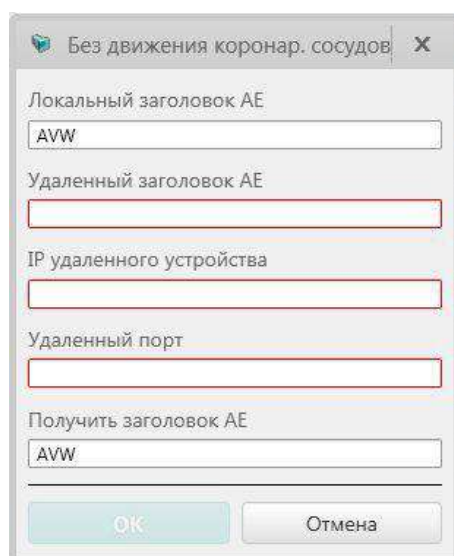 Без движения коронар. сосудов
Локальный заголовок AE
AVW
Удаленный заголовок AE
IP удаленного устройства
Удаленный порт
Получить заголовок AE
AVW
OK
Отмена